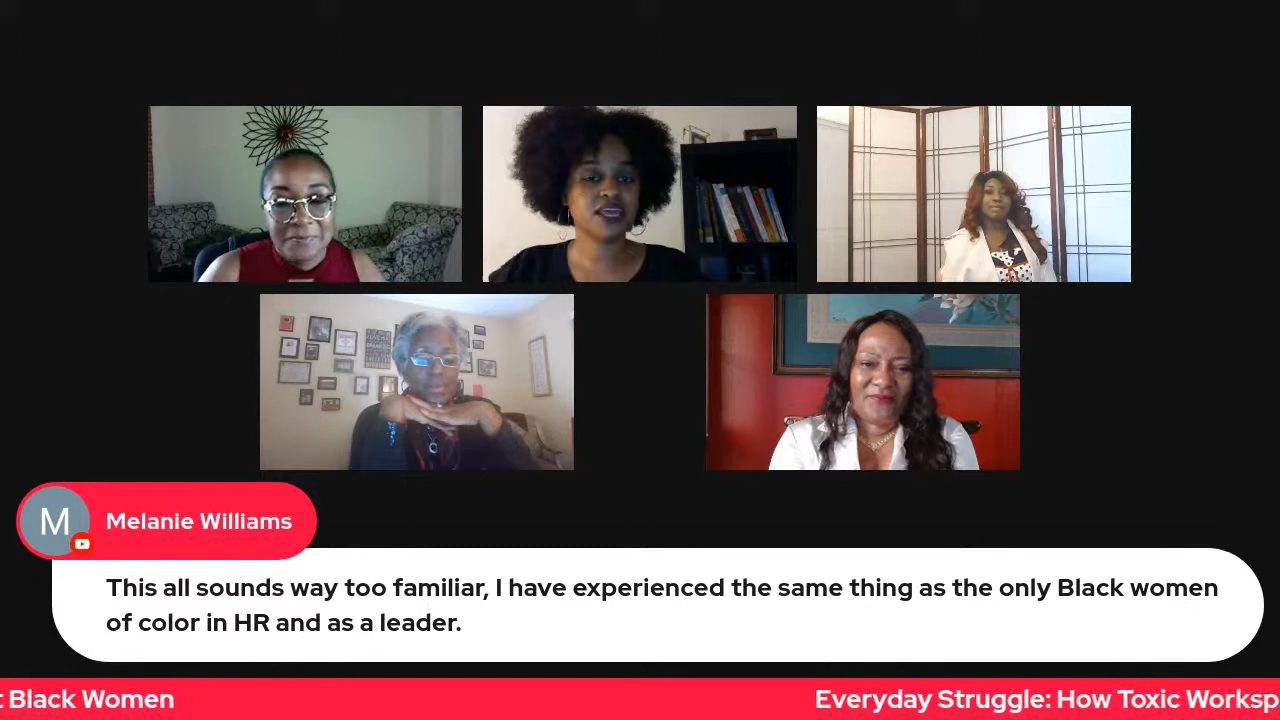 M
Melanie Williams
This all sounds way too familiar, I have experienced the same thing as the only Black women
of color in HR and as a leader.
t Black Women
Everyday Struggle: How Toxic Worksp